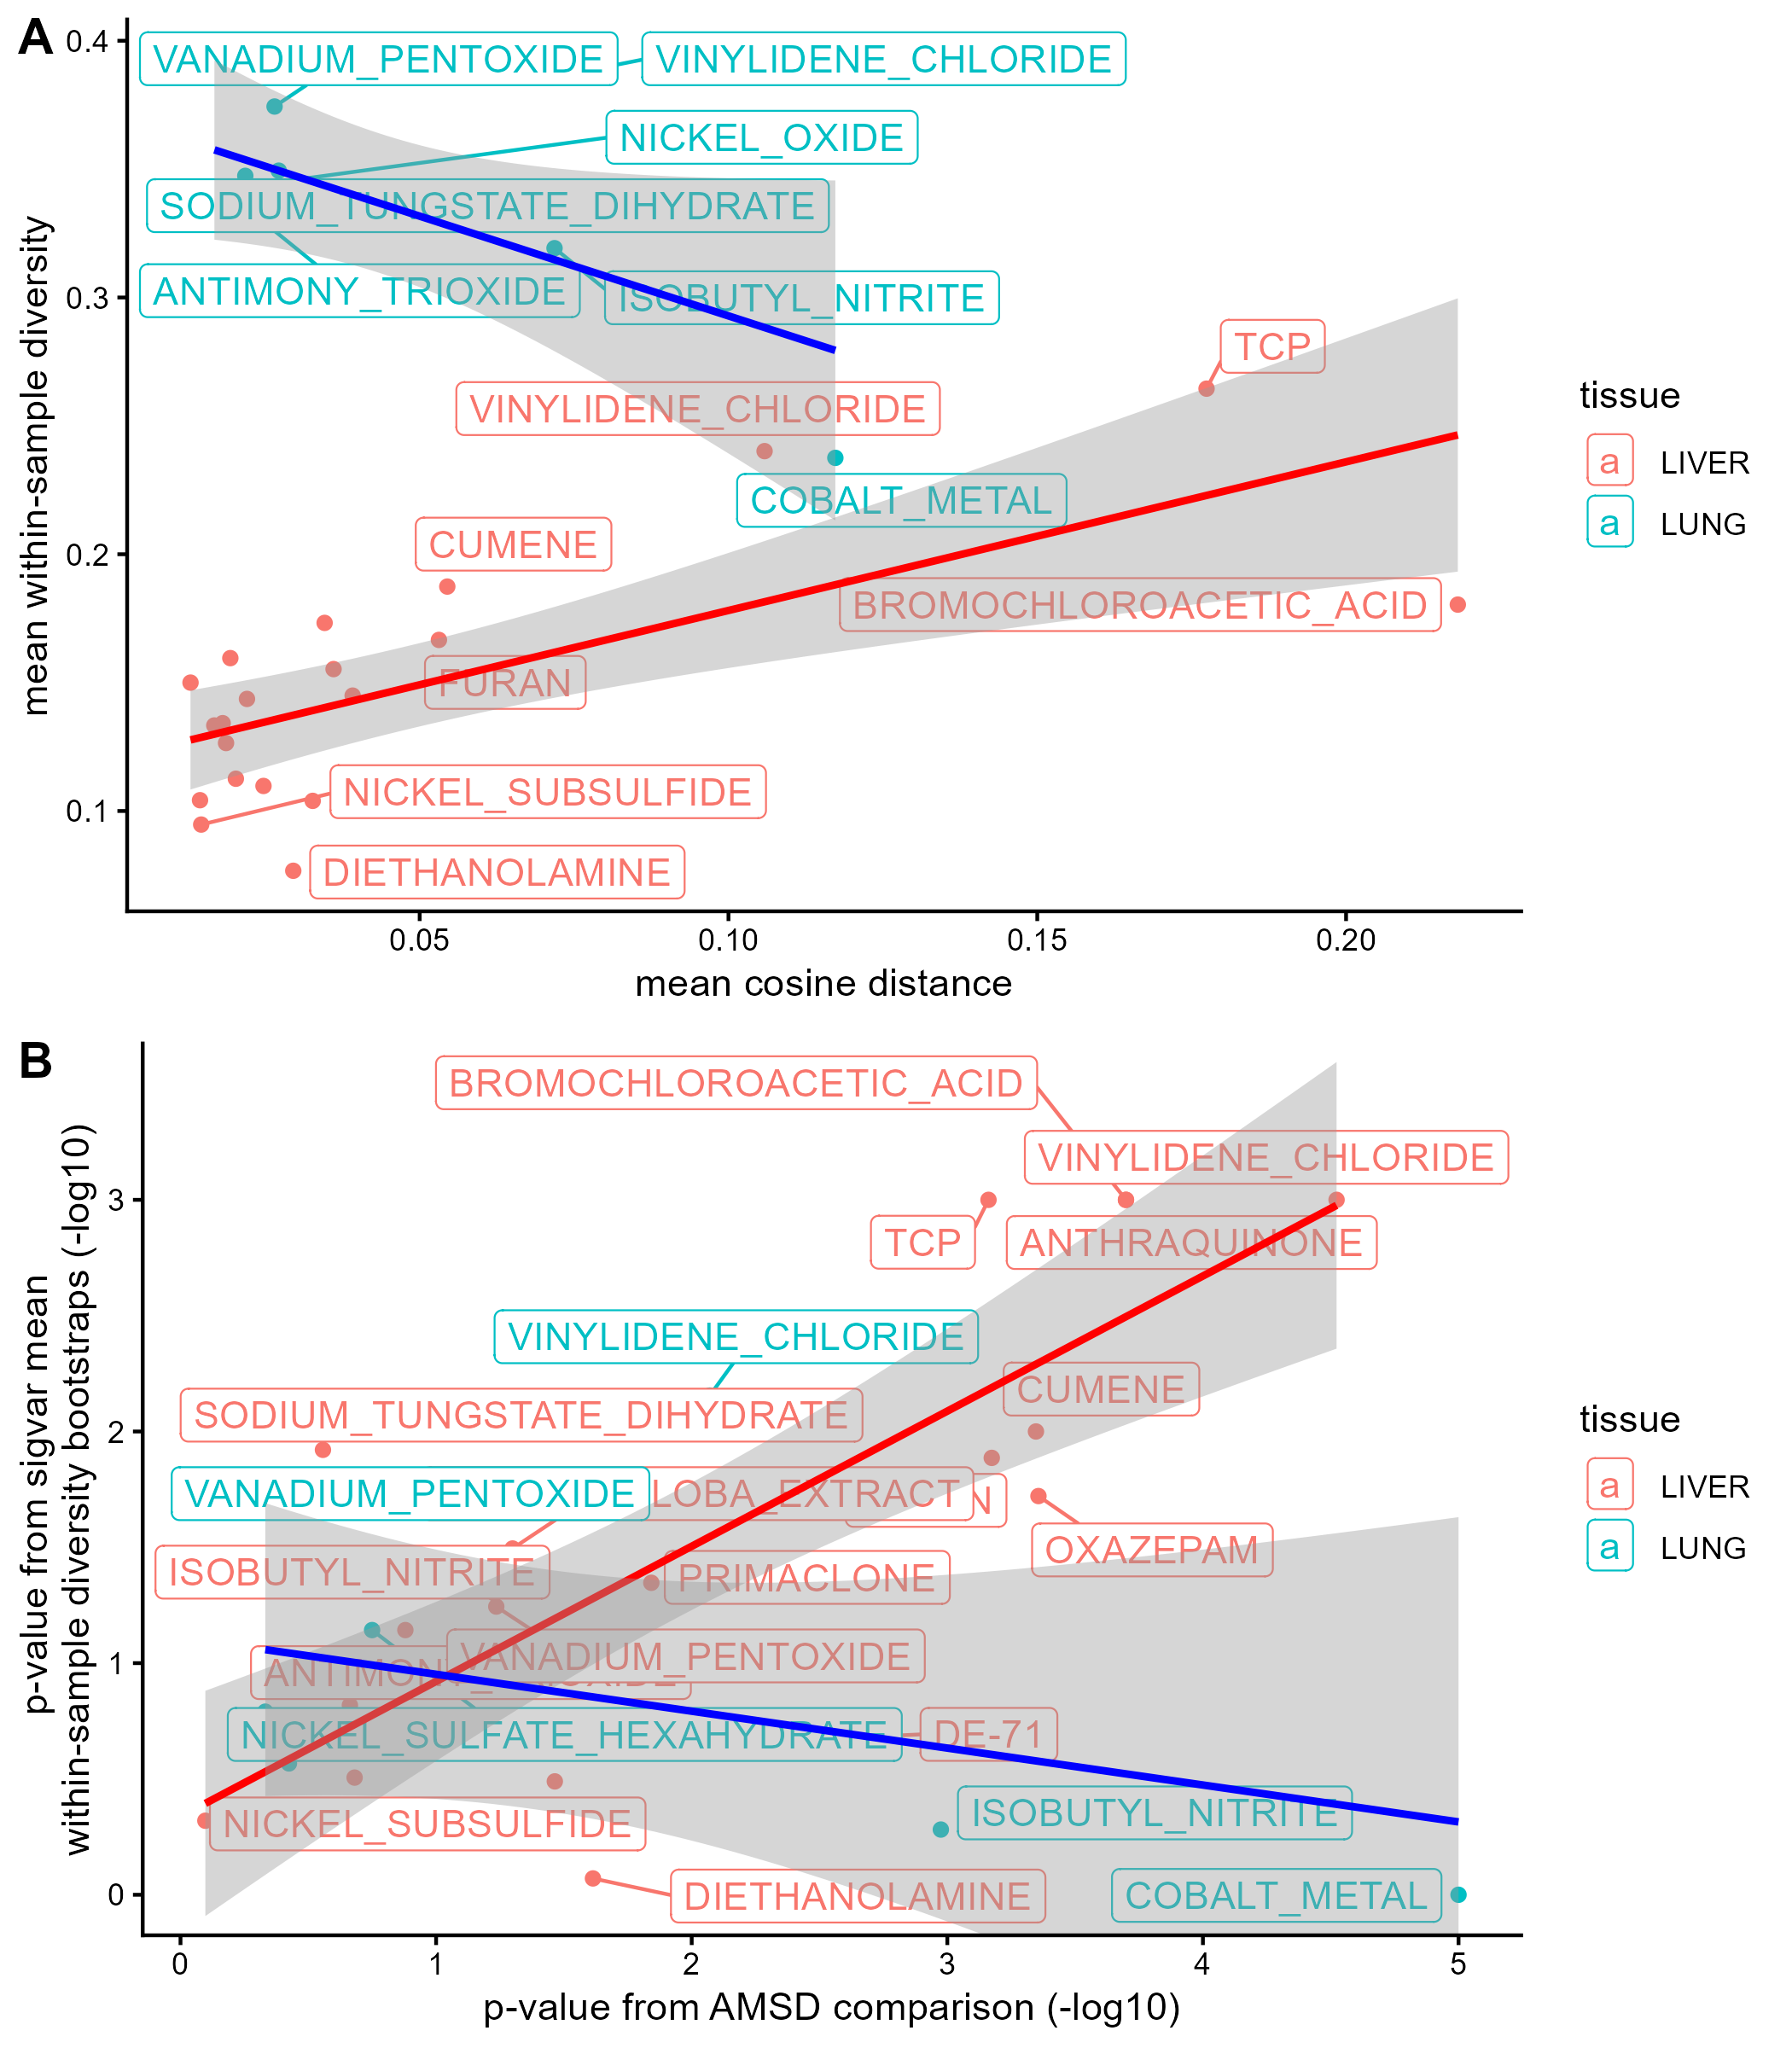 A
0.4
0.3
0.2
0.1
mean within-sample diversity
VANADIUM_PENTOXIDE
VINYLIDENE_CHLORIDE
NICKEL_OXIDE
SODIUM_TUNGSTATE_DIHYDRATE
ANTIMONY_TRIOXIDE
ISOBUTYL_NITRITE
TCP
VINYLIDENE_CHLORIDE
COBALT_METAL
CUMENE
BROMOCHLOROACETIC_ACID
FURAN
NICKEL_SUBSULFIDE
DIETHANOLAMINE
0.05
0.10
0.15
0.20
mean cosine distance
tissue
a LIVER
a LUNG
B
3
2
1
0
p-value from sigvar mean
within-sample diversity bootstraps (-log10)
BROMOCHLOROACETIC_ACID
VINYLIDENE_CHLORIDE
TCP
ANTHRAQUINONE
VINYLIDENE_CHLORIDE
CUMENE
SODIUM_TUNGSTATE_DIHYDRATE
VANADIUM_PENTOXIDE
LOBA_EXTRACT
N
OXAZEPAM
ISOBUTYL_NITRITE
PRIMACLONE
VANADIUM_PENTOXIDE
NICKEL_SULFATE_HEXAHYDRATE
DE-71
ISOBUTYL_NITRITE
NICKEL_SUBSULFIDE
DIETHANOLAMINE
COBALT_METAL
0
1
2
3
4
5
p-value from AMSD comparison (-log10)
tissue
a LIVER
a LUNG